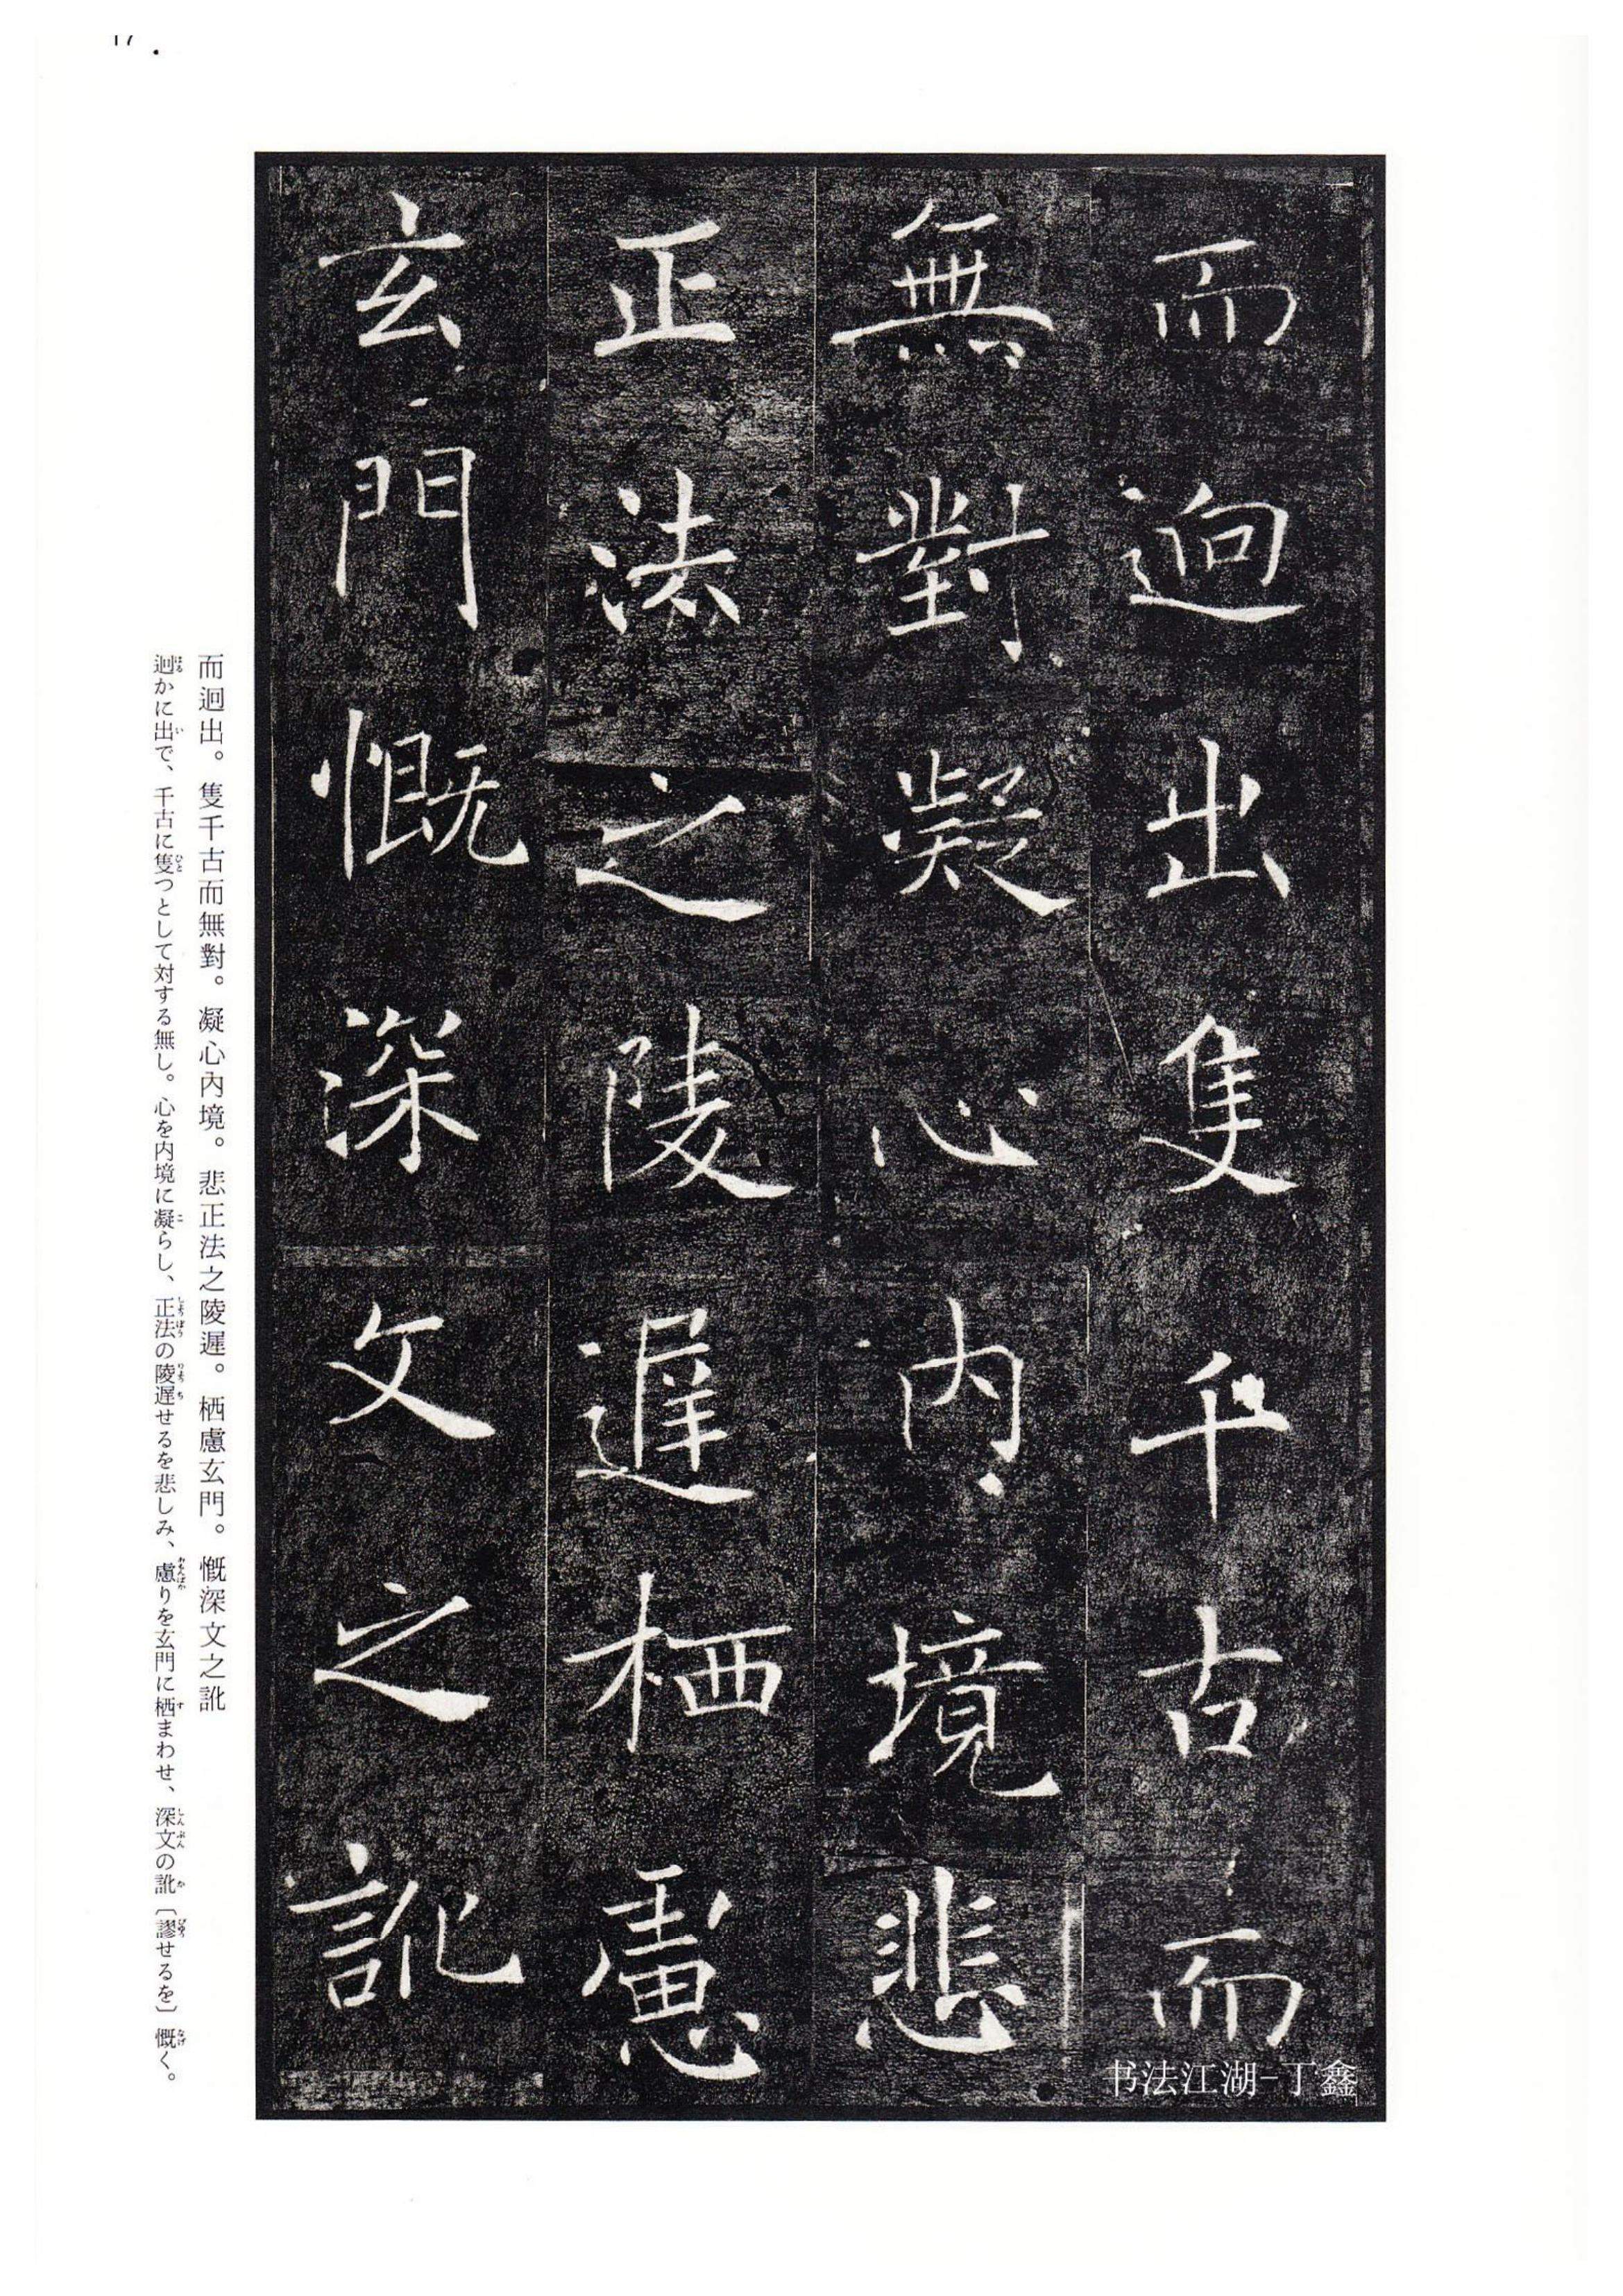 17
而迥出隻千古而
無對凝心内境悲
正法之陵遲栖慮
玄門慨深文之訛
书法江湖-丁鑫
而迥出。隻千古而無對。凝心內境。悲正法之陵遲。栖慮玄門。慨深文之訛
迥かに出で、千古に隻つとして対する無し。心を内境に凝らし、正法の陵遅せるを悲しみ、慮りを玄門に栖まわせ、深文の訛〔謬せるを〕慨く。